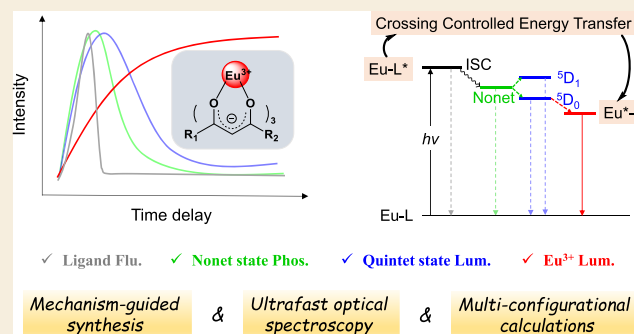 Intensity
Time delay
Eu³⁺
O
O
R₁
R₂
( )₃
⊖
Crossing Controlled Energy Transfer
Eu-L*
ISC
Nonet
⁵D₁
⁵D₀
Eu*-
hν
Eu-L
✓ Ligand Flu.
✓ Nonet state Phos.
✓ Quintet state Lum.
✓ Eu³⁺ Lum.
Mechanism-guided
synthesis
&
Ultrafast optical
spectroscopy
&
Multi-configurational
calculations